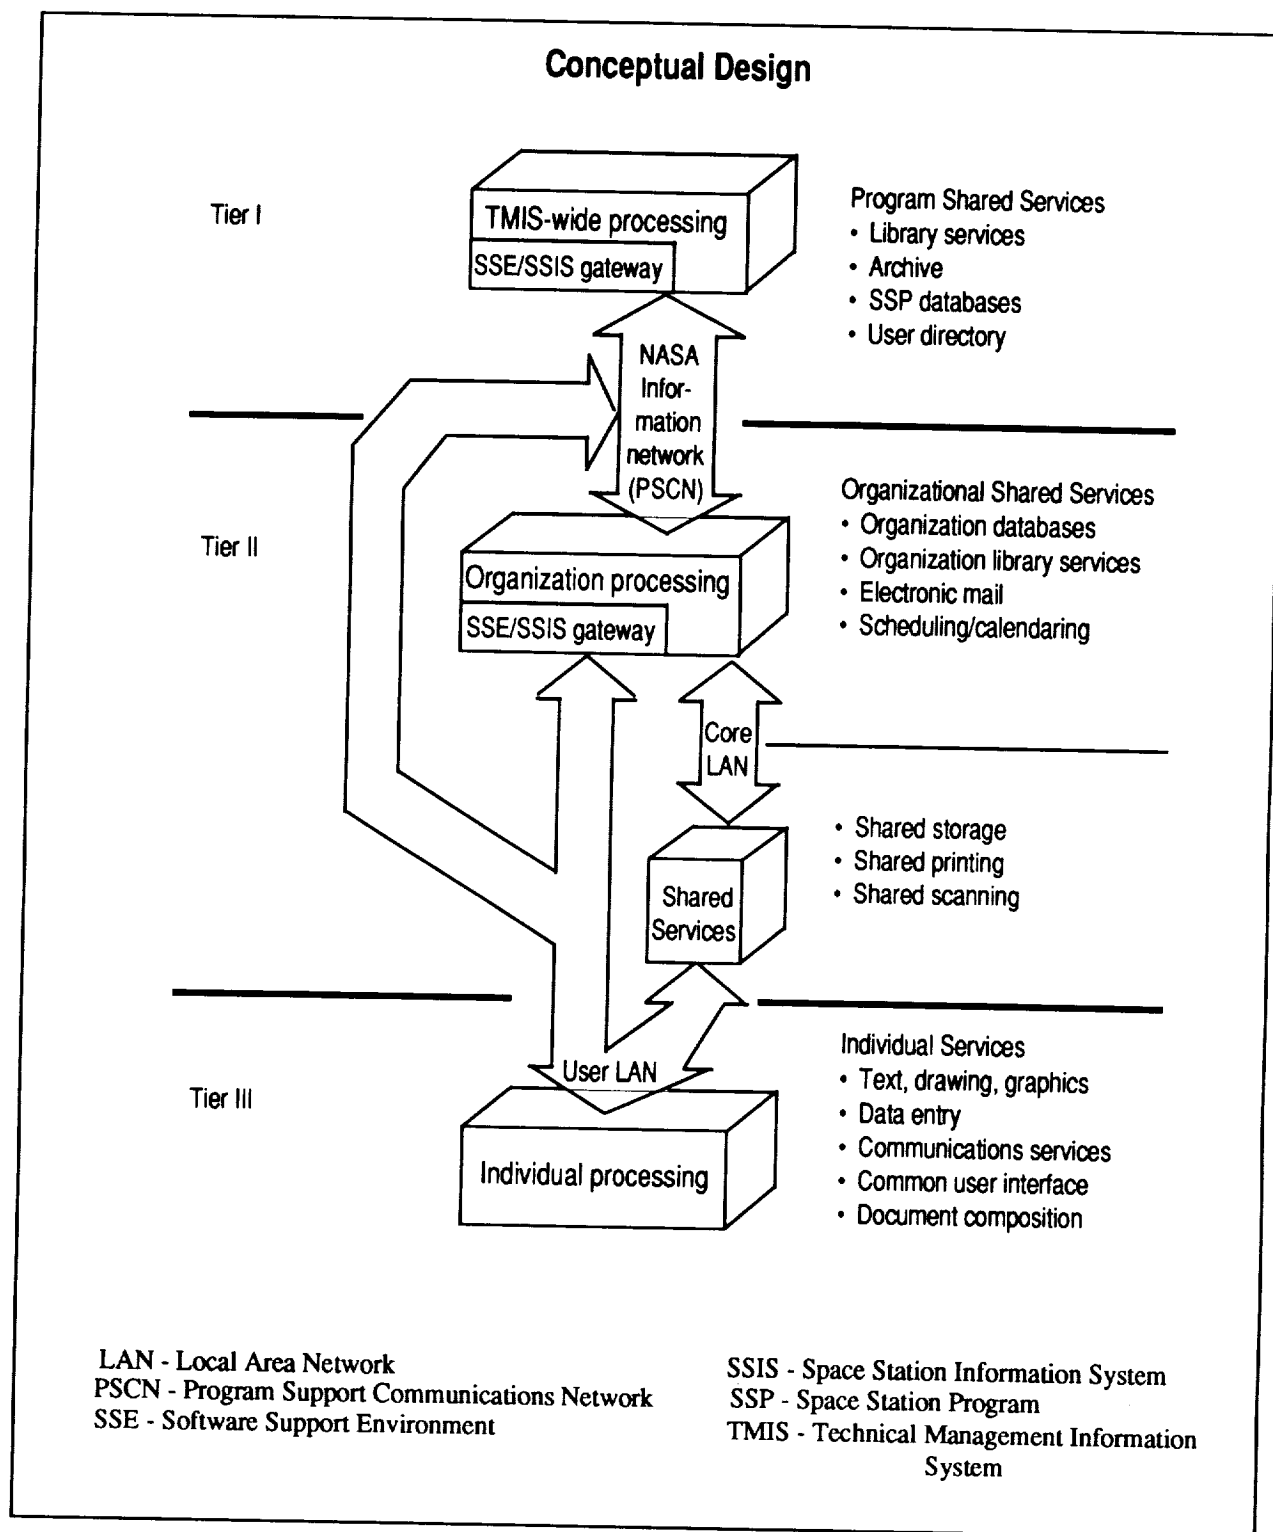 Conceptual Design
Tier I
TMIS-wide processing
SSE/SSIS gateway
Program Shared Services
• Library services
• Archive
• SSP databases
• User directory
NASA
Infor-
mation
network
(PSCN)
Tier II
Organization processing
SSE/SSIS gateway
Organizational Shared Services
• Organization databases
• Organization library services
• Electronic mail
• Scheduling/calendaring
Core
LAN
Shared
Services
• Shared storage
• Shared printing
• Shared scanning
Tier III
User LAN
Individual processing
Individual Services
• Text, drawing, graphics
• Data entry
• Communications services
• Common user interface
• Document composition
LAN - Local Area Network
PSCN - Program Support Communications Network
SSE - Software Support Environment
SSIS - Space Station Information System
SSP - Space Station Program
TMIS - Technical Management Information
System